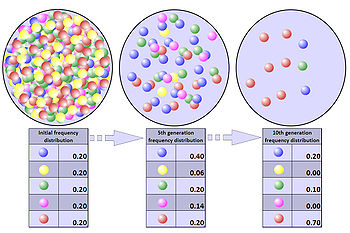 Initial frequency
distribution
0.20
0.20
0.20
0.20
0.20
5th generation
frequency distribution
0.40
0.06
0.20
0.14
0.20
10th generation
frequency distribution
0.20
0.00
0.10
0.00
0.70